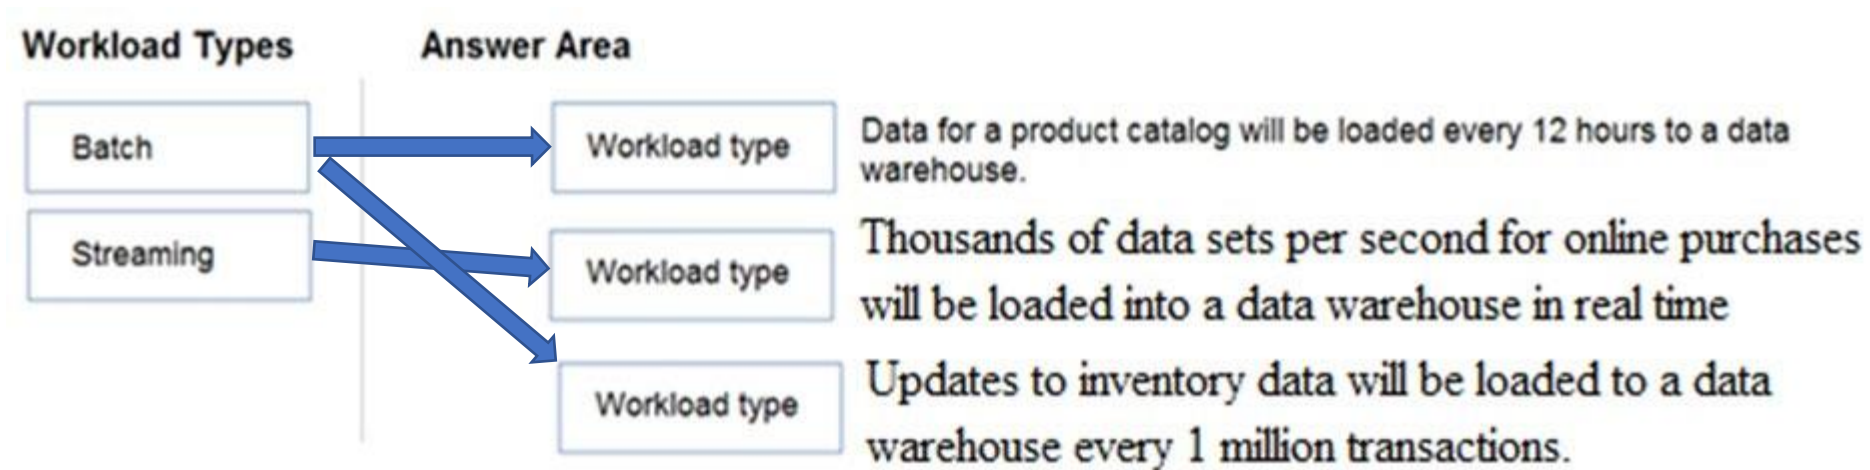 Workload Types
Answer Area
Batch
Workload type
Data for a product catalog will be loaded every 12 hours to a data
warehouse.
Streaming
Workload type
Thousands of data sets per second for online purchases
will be loaded into a data warehouse in real time
Workload type
Updates to inventory data will be loaded to a data
warehouse every 1 million transactions.